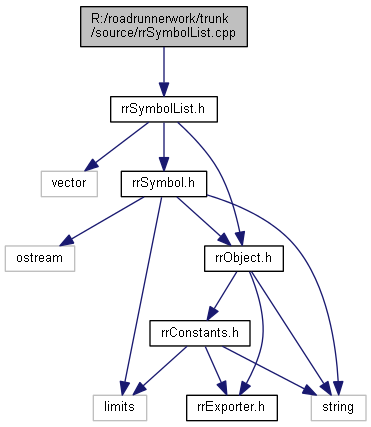 R:/roadrunnerwork/trunk
/source/rrSymbolList.cpp
rrSymbolList.h
vector
rrSymbol.h
ostream
rrObject.h
rrConstants.h
limits
rrExporter.h
string